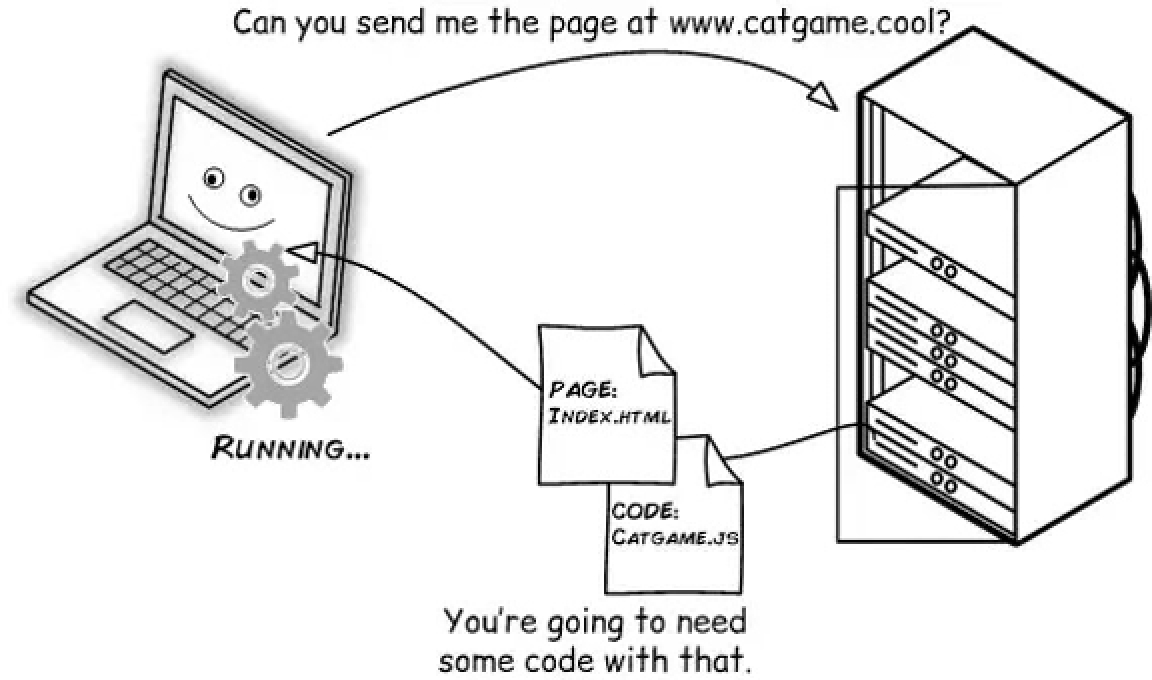 Can you send me the page at www.catgame.cool?
PAGE:
INDEX.HTML
RUNNING...
CODE:
CATGAME.JS
You're going to need
some code with that.